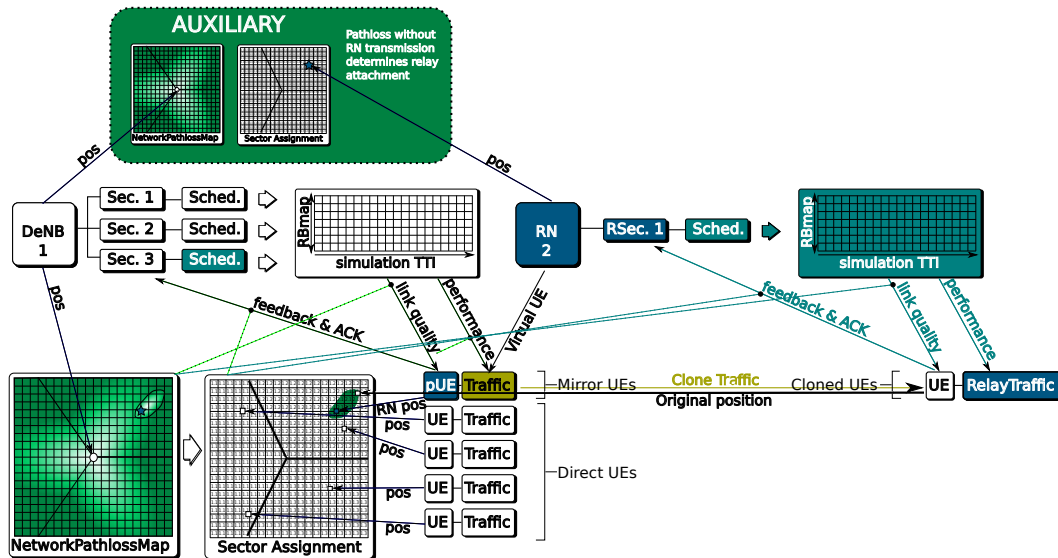 AUXILIARY
Pathloss without
RN transmission
determines relay
attachment
NetworkPathlossMap
Sector Assignment
pos
pos
DeNB
1
Sec. 1
Sched.
Sec. 2
Sched.
Sec. 3
Sched.
RBmap
simulation TTI
RN
2
RSec. 1
Sched.
RBmap
simulation TTI
pos
feedback & ACK
link quality
performance
Virtual UE
feedback & ACK
link quality
performance
pUE
Traffic
Mirror UEs
Clone Traffic
Original position
Cloned UEs
UE
RelayTraffic
RN pos
pos
UE
Traffic
pos
UE
Traffic
Direct UEs
pos
UE
Traffic
pos
UE
Traffic
NetworkPathlossMap
Sector Assignment